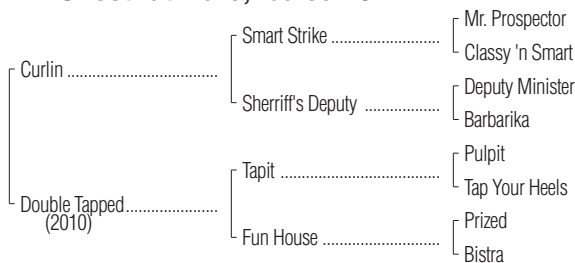 Mr. Prospector
Smart Strike ......................
Classy 'n Smart
Curlin ..............................
Deputy Minister
Sherriff's Deputy ...............
Barbarika
Pulpit
Tapit ................................
Tap Your Heels
Double Tapped..................
(2010)
Prized
Fun House ........................
Bistra